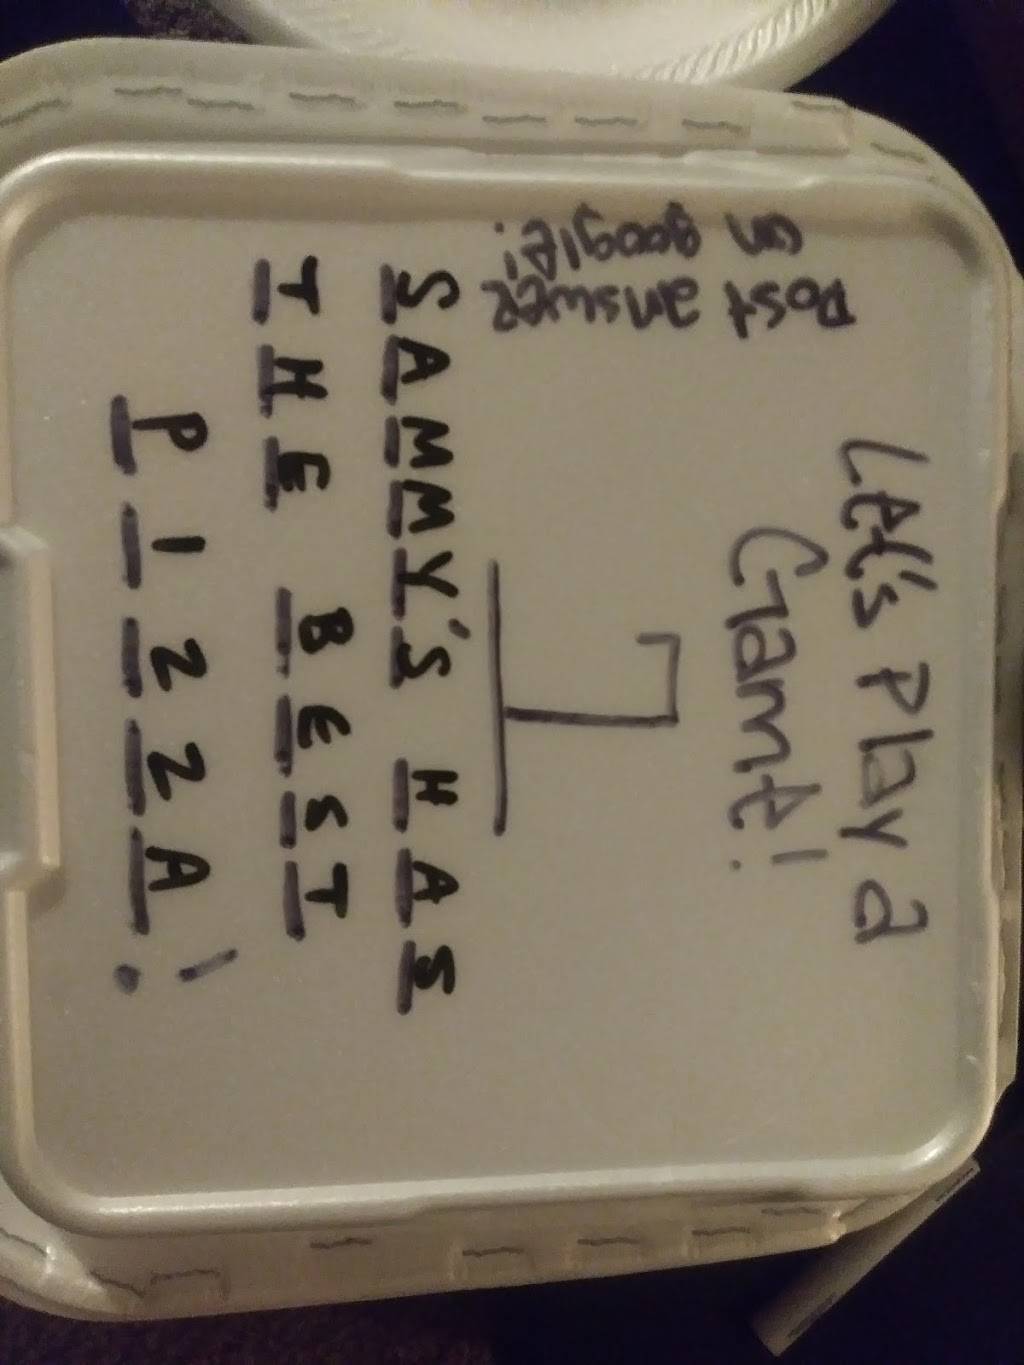 Let's Play a
Game!
Post answer
on google!
SAMMY'S HAS
THE BEST
PIZZA!